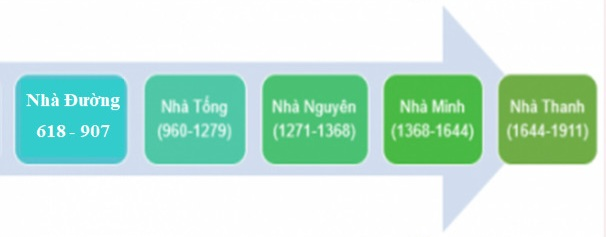 Nhà Đường
618 - 907
Nhà Tống
(960-1279)
Nhà Nguyên
(1271-1368)
Nhà Minh
(1368-1644)
Nhà Thanh
(1644-1911)